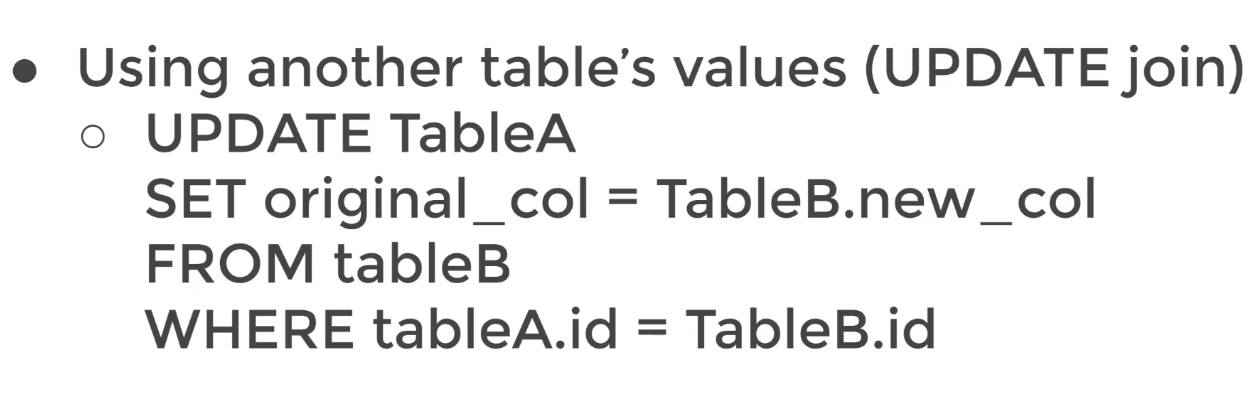 ● Using another table’s values (UPDATE join)
○ UPDATE TableA
SET original_col = TableB.new_col
FROM tableB
WHERE tableA.id = TableB.id